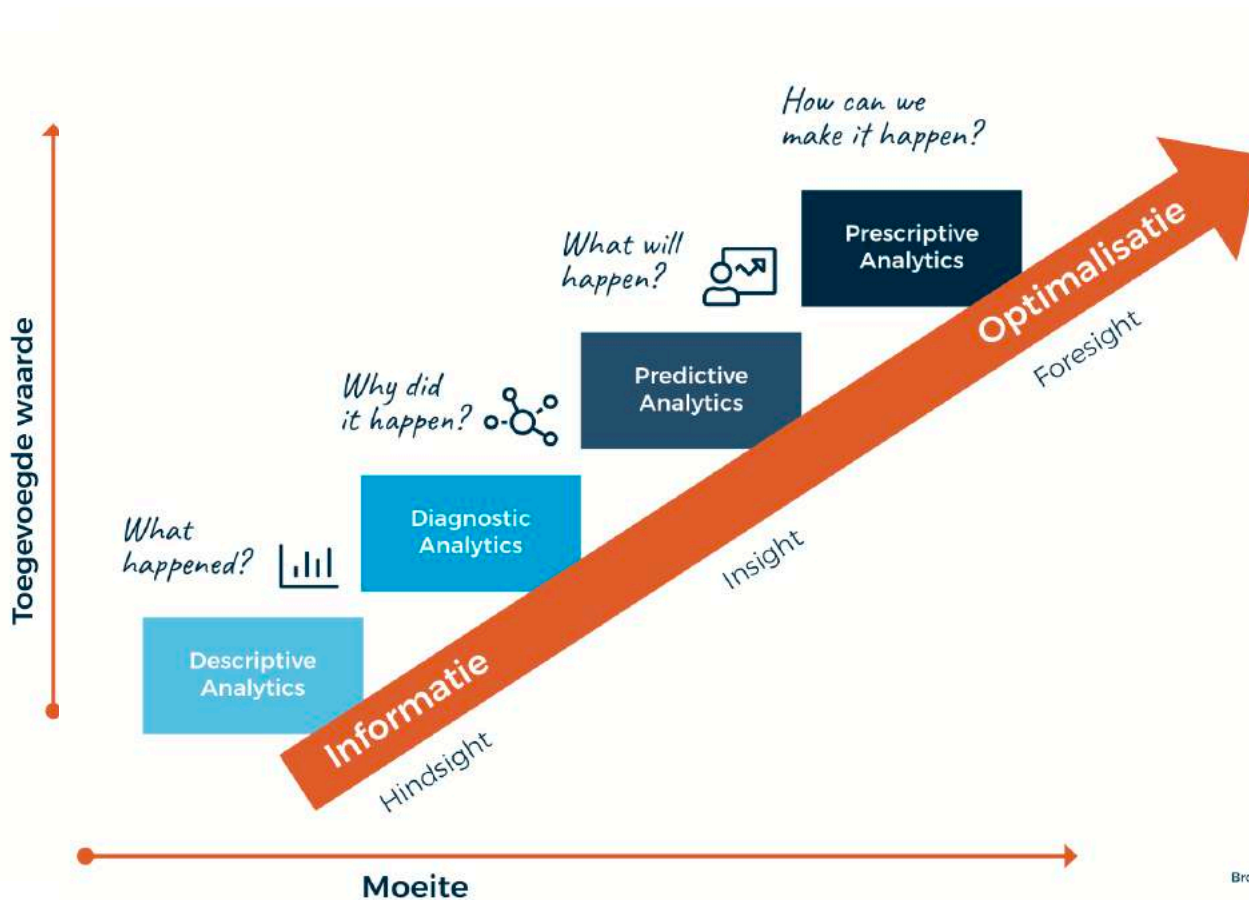 How can we
make it happen?
Prescriptive
Analytics
What will
happen?
Predictive
Analytics
Why did
it happen?
Diagnostic
Analytics
What
happened?
Descriptive
Analytics
Informatie
Optimalisatie
Hindsight
Insight
Foresight
Toegevoegde waarde
Moeite